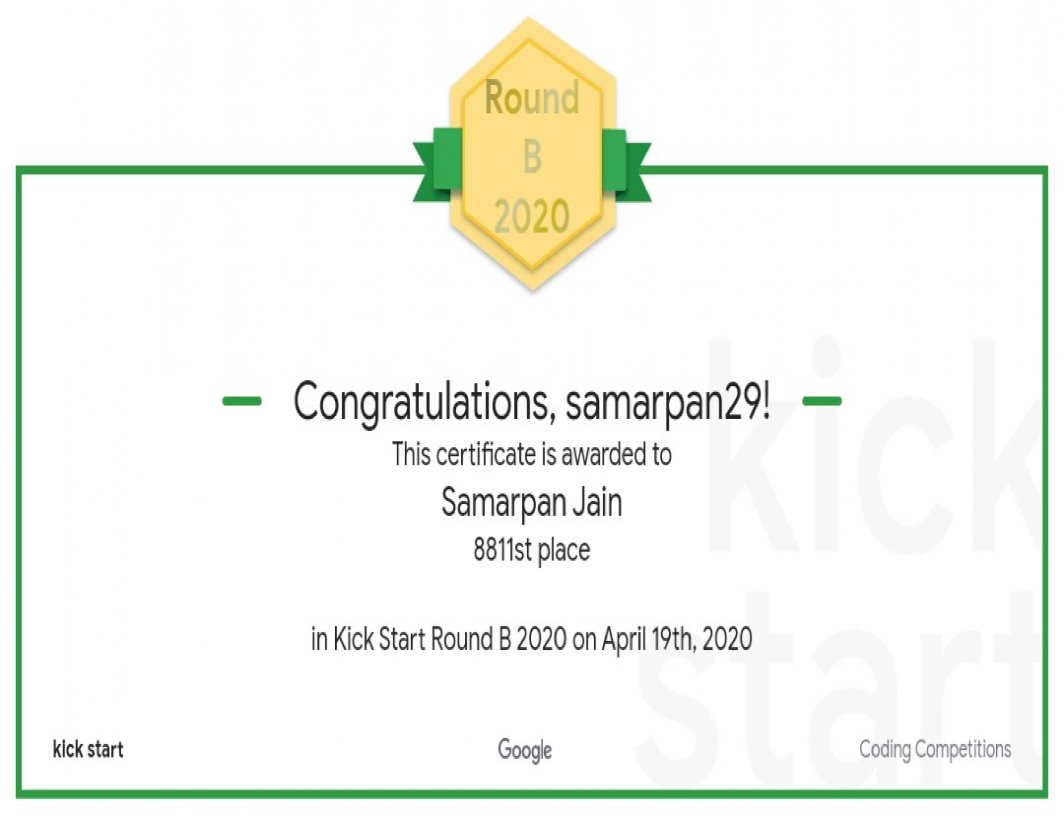 Round
B
2020
Congratulations, samarpan29!
This certificate is awarded to
Samarpan Jain
8811st place
in Kick Start Round B 2020 on April 19th, 2020
kick
start
kick start
Google
Coding Competitions